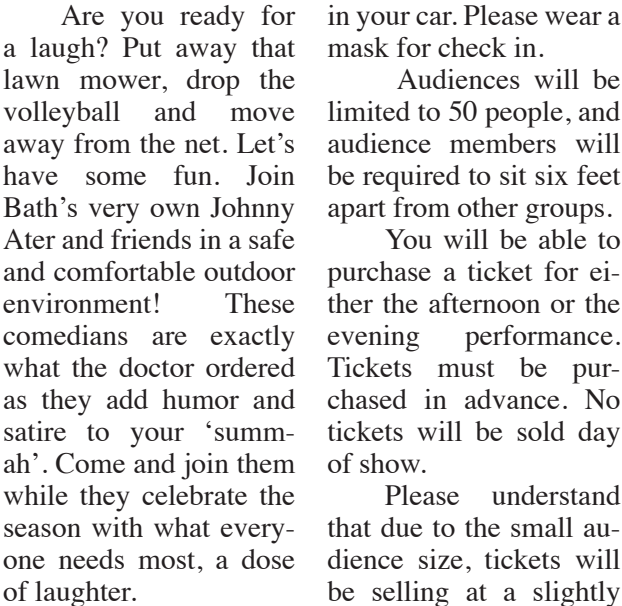 Are you ready for
a laugh? Put away that
lawn mower, drop the
volleyball and move
away from the net. Let’s
have some fun. Join
Bath’s very own Johnny
Ater and friends in a safe
and comfortable outdoor
environment! These
comedians are exactly
what the doctor ordered
as they add humor and
satire to your ‘summ-
ah’. Come and join them
while they celebrate the
season with what every-
one needs most, a dose
of laughter.
in your car. Please wear a
mask for check in.
Audiences will be
limited to 50 people, and
audience members will
be required to sit six feet
apart from other groups.
You will be able to
purchase a ticket for ei-
ther the afternoon or the
evening performance.
Tickets must be pur-
chased in advance. No
tickets will be sold day
of show.
Please understand
that due to the small au-
dience size, tickets will
be selling at a slightly